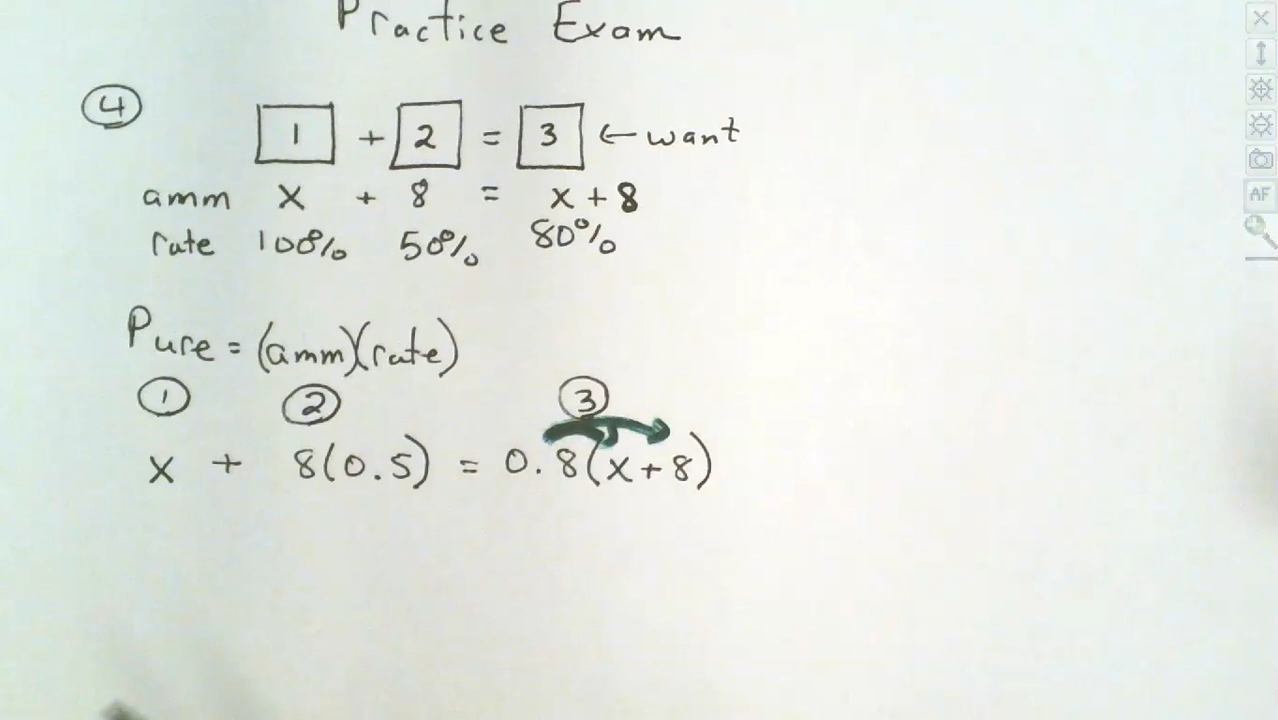 Practice Exam
④
1 + 2 = 3 ← want
amm x + 8 = x + 8
rate 100% 50% 80%
Pure = (amm)(rate)
① ② ③
x + 8(0.5) = 0.8(x+8)
AF